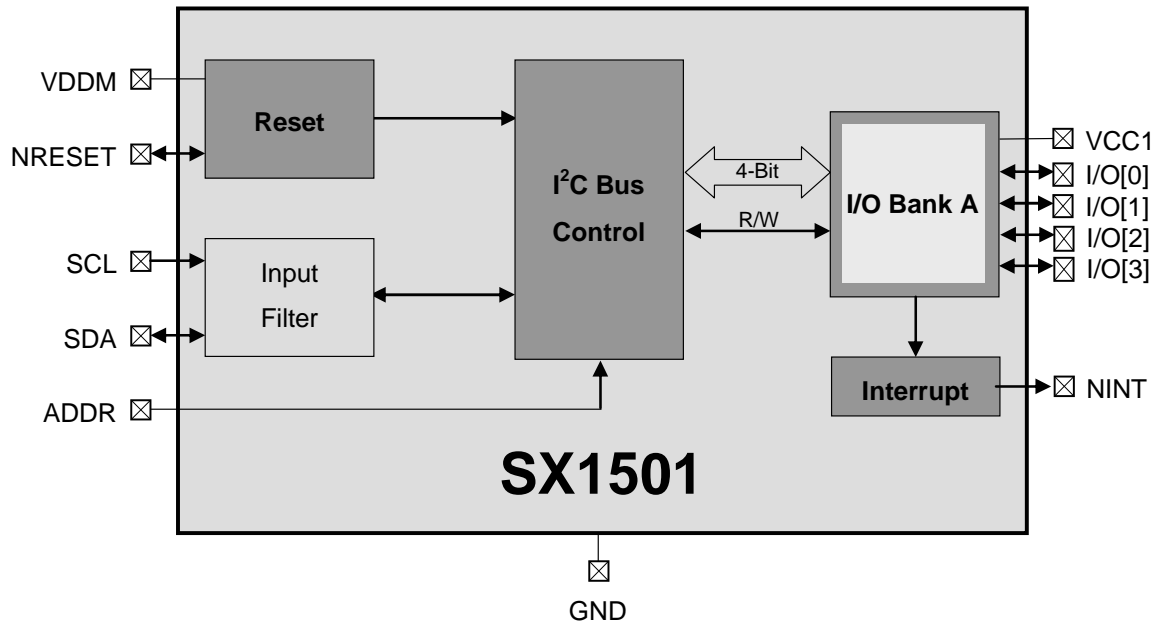 VDDM
NRESET
SCL
SDA
ADDR
Reset
Input
Filter
I²C Bus
Control
4-Bit
R/W
I/O Bank A
Interrupt
VCC1
I/O[0]
I/O[1]
I/O[2]
I/O[3]
NINT
SX1501
GND